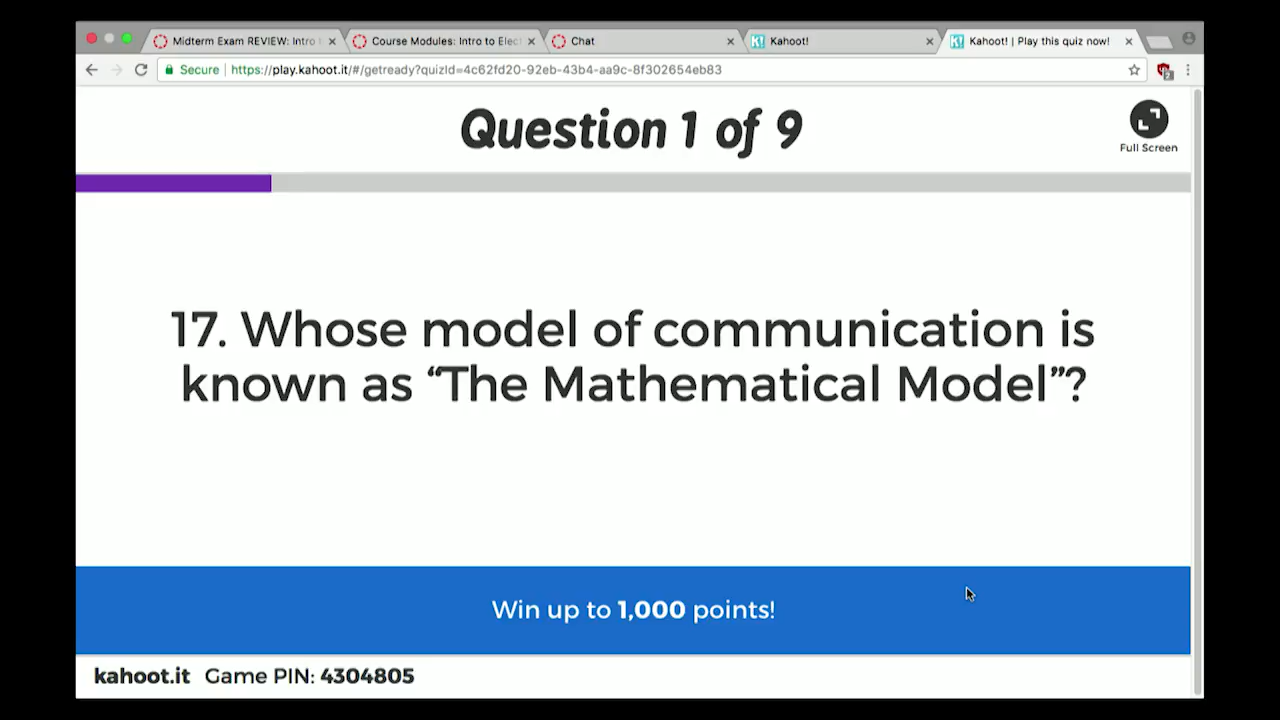 Midterm Exam REVIEW: Intro
Course Modules: Intro to Elec
Chat
Kahoot!
Kahoot! | Play this quiz now!
Secure
https://play.kahoot.it/#/getready?quizId=4c62fd20-92eb-43b4-aa9c-8f302654eb83
2
Question 1 of 9
Full Screen
17. Whose model of communication is
known as “The Mathematical Model”?
Win up to 1,000 points!
kahoot.it Game PIN: 4304805